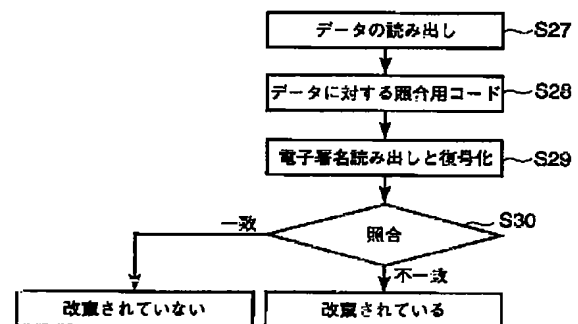 データの読み出し
S27
データに対する照合用コード
S28
電子署名読み出しと復号化
S29
S30
照合
一致
不一致
改竄されていない
改竄されている